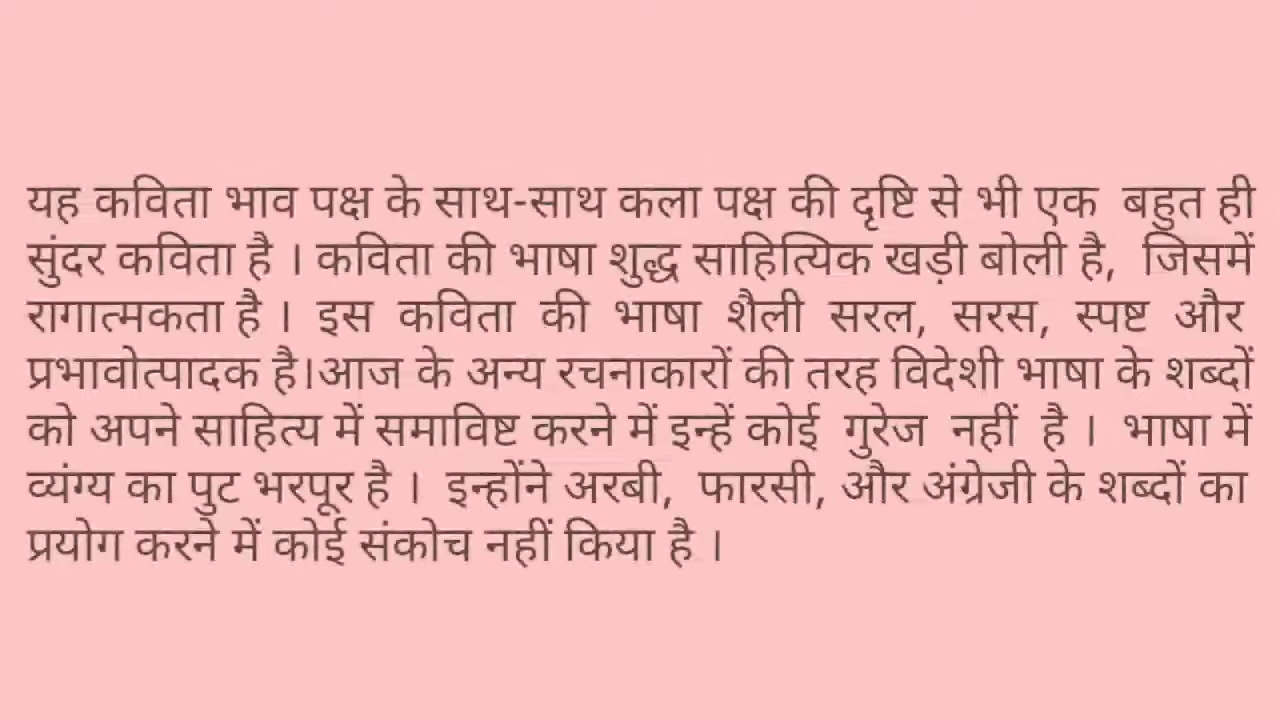 यह कविता भाव पक्ष के साथ-साथ कला पक्ष की दृष्टि से भी एक बहुत ही
सुंदर कविता है । कविता की भाषा शुद्ध साहित्यिक खड़ी बोली है, जिसमें
रागात्मकता है । इस कविता की भाषा शैली सरल, सरस, स्पष्ट और
प्रभावोत्पादक है।आज के अन्य रचनाकारों की तरह विदेशी भाषा के शब्दों
को अपने साहित्य में समाविष्ट करने में इन्हें कोई गुरेज नहीं है । भाषा में
व्यंग्य का पुट भरपूर है । इन्होंने अरबी, फारसी, और अंग्रेजी के शब्दों का
प्रयोग करने में कोई संकोच नहीं किया है ।